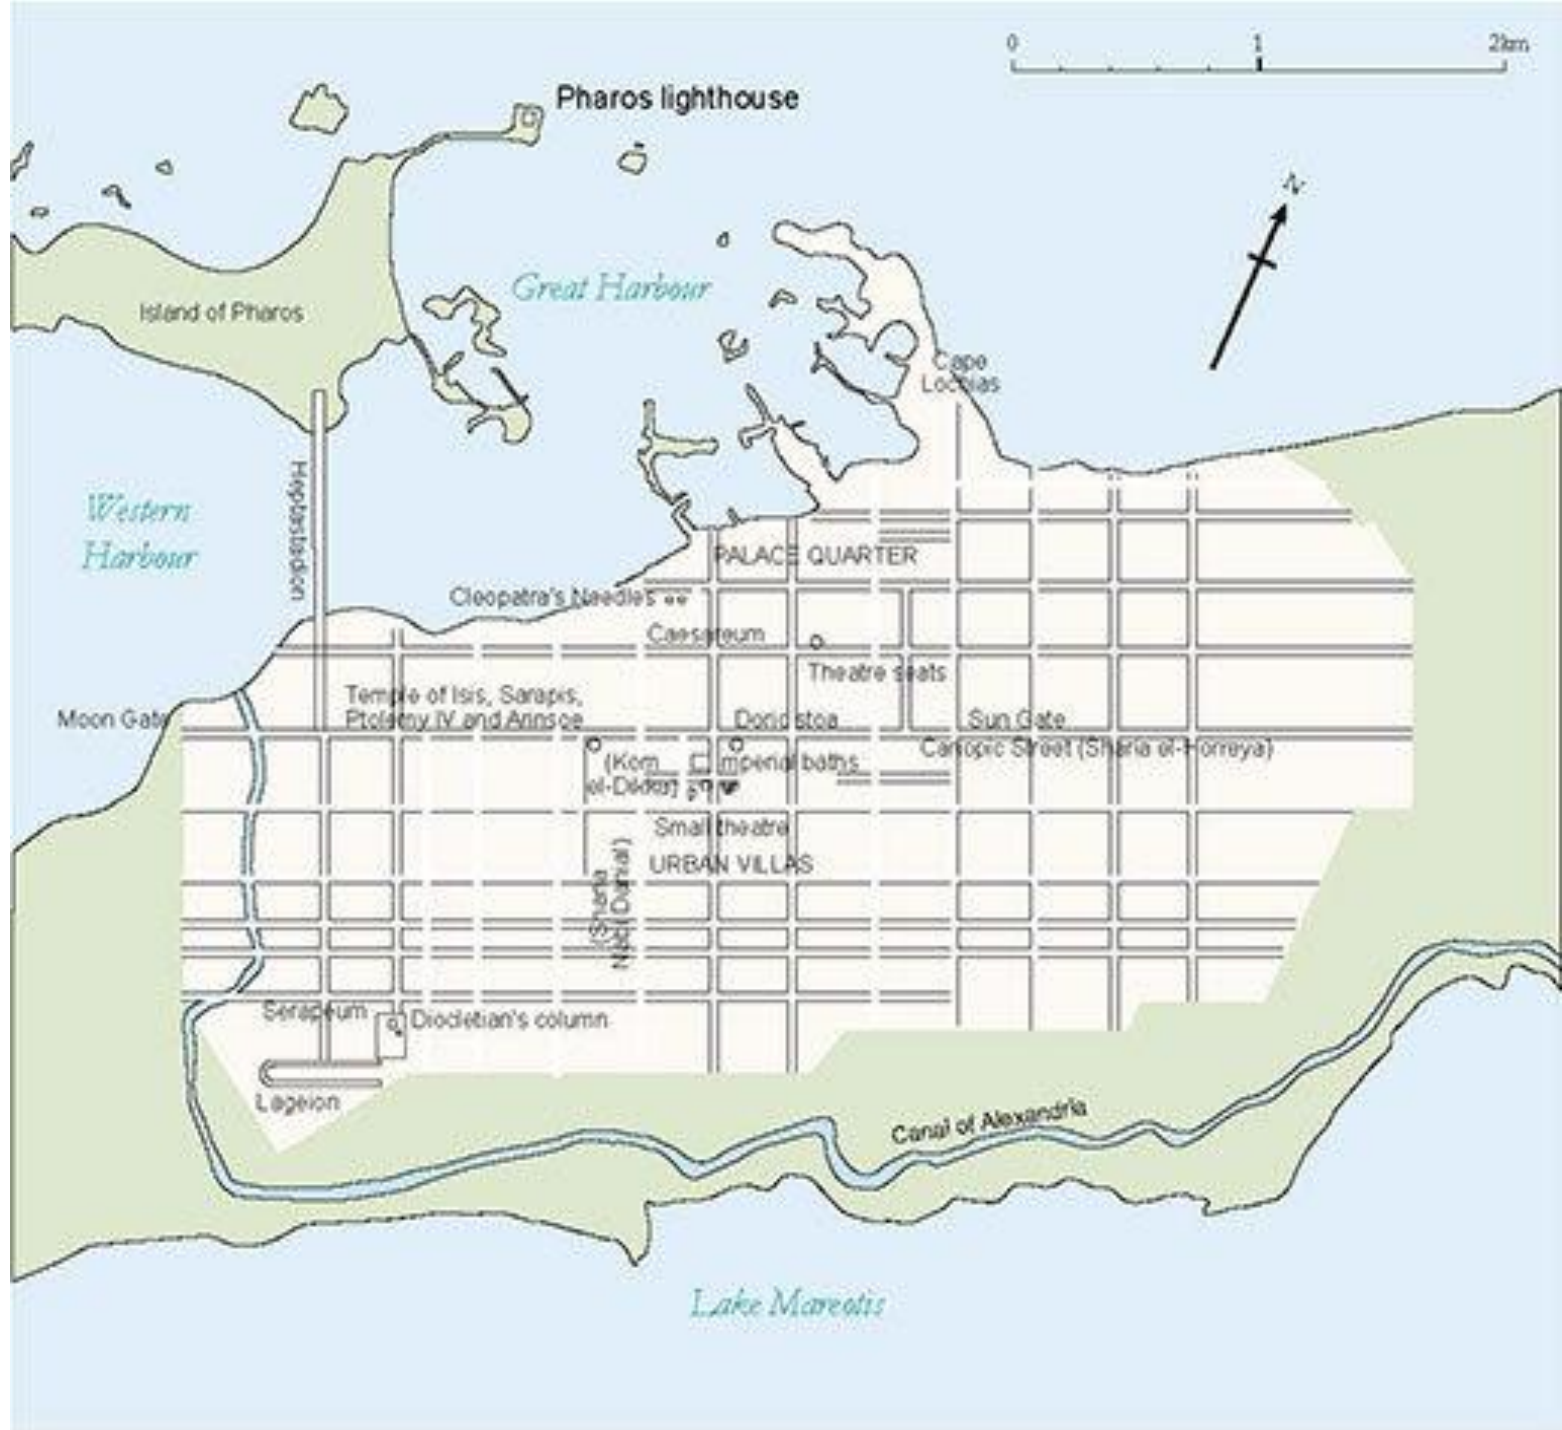 0 1 2km
Pharos lighthouse
N
Great Harbour
Island of Pharos
Cape
Lochias
Heptastadion
Western
Harbour
PALACE QUARTER
Cleopatra's Needles
Caesareum
Theatre seats
Temple of Isis, Sarapis,
Ptolemy IV and Arinsoe
Moon Gate
Doric stoa
Sun Gate
Canopic Street (Sharia el-Horreya)
(Kom
el-Dikka)
Imperial baths
Small theatre
URBAN VILLAS
(Sharia
Nabi Danial)
Serapeum
Diocletian's column
Lageion
Canal of Alexandria
Lake Mareotis